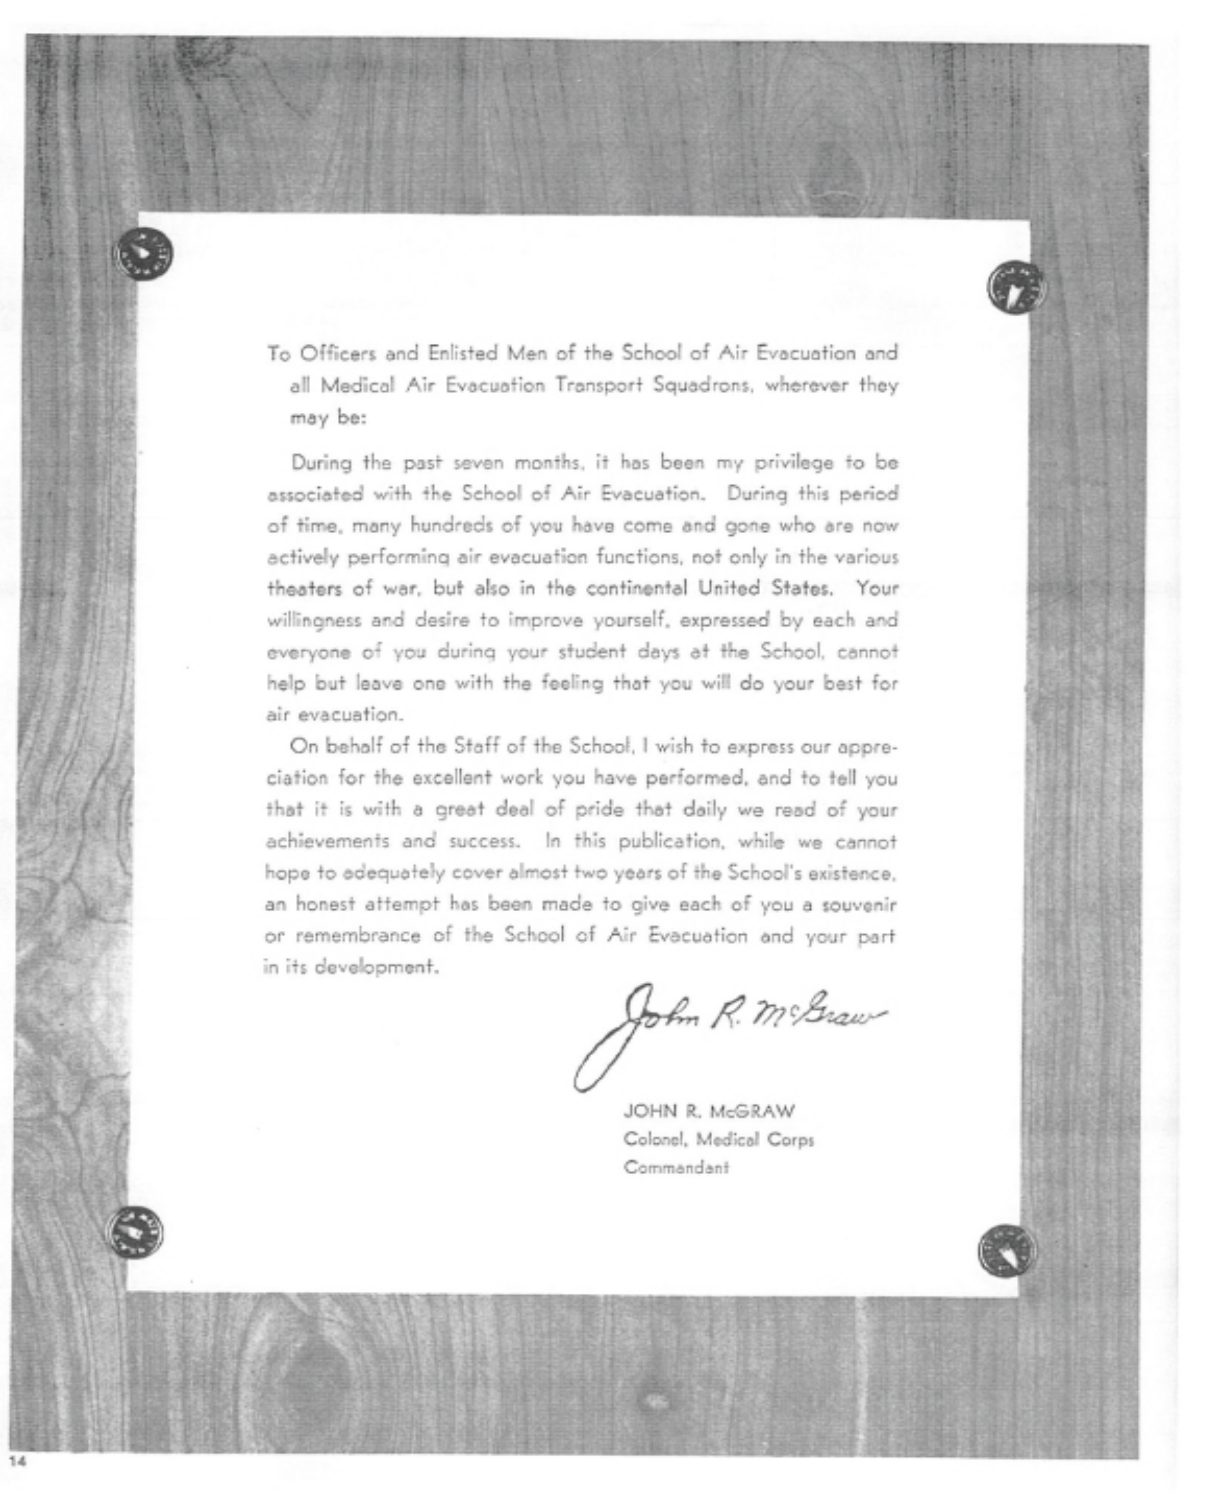 To Officers and Enlisted Men of the School of Air Evacuation and
all Medical Air Evacuation Transport Squadrons, wherever they
may be:
During the past seven months, it has been my privilege to be
associated with the School of Air Evacuation. During this period
of time, many hundreds of you have come and gone who are now
actively performing air evacuation functions, not only in the various
theaters of war, but also in the continental United States. Your
willingness and desire to improve yourself, expressed by each and
everyone of you during your student days at the School, cannot
help but leave one with the feeling that you will do your best for
air evacuation.
On behalf of the Staff of the School, I wish to express our appre-
ciation for the excellent work you have performed, and to tell you
that it is with a great deal of pride that daily we read of your
achievements and success. In this publication, while we cannot
hope to adequately cover almost two years of the School's existence,
an honest attempt has been made to give each of you a souvenir
or remembrance of the School of Air Evacuation and your part
in its development.
John R. McGraw
JOHN R. McGRAW
Colonel, Medical Corps
Commandant
14